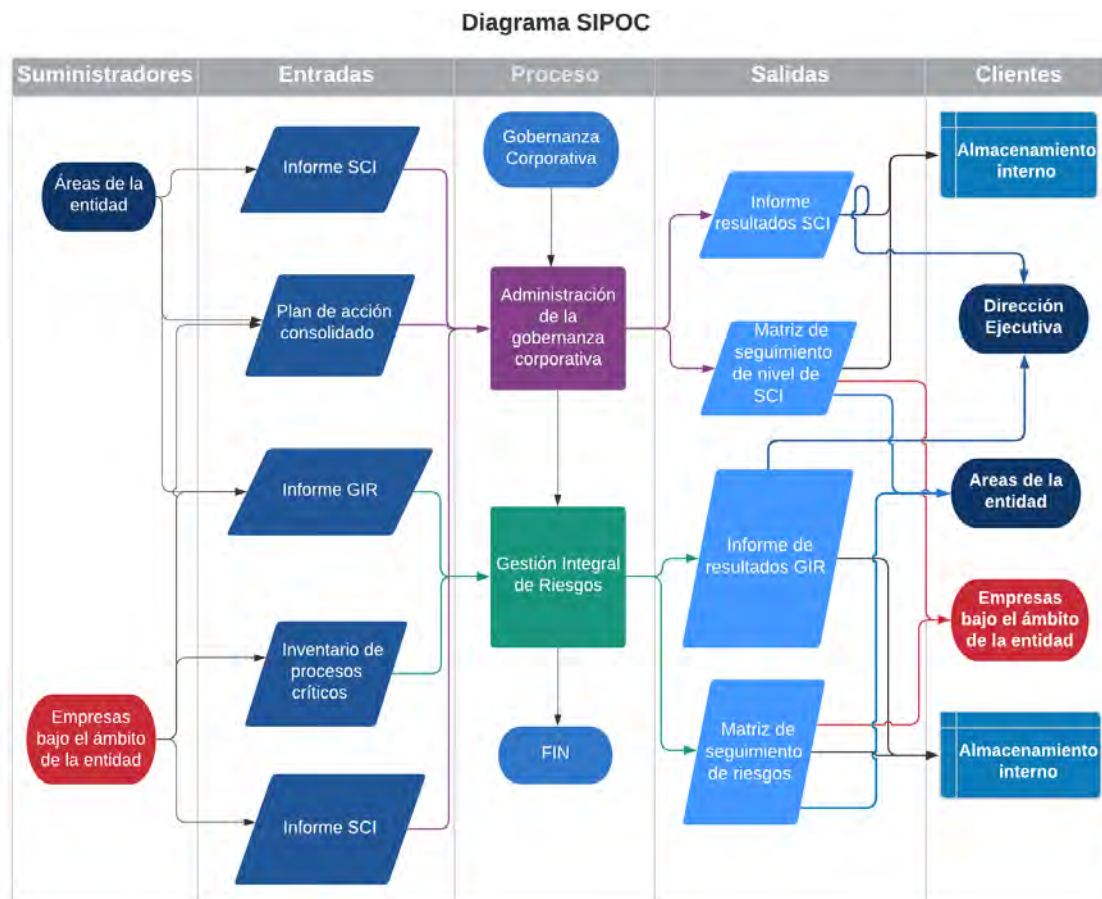 Diagrama SIPOC
Suministradores
Entradas
Proceso
Salidas
Clientes
Áreas de la
entidad
Empresas
bajo el ámbito
de la entidad
Informe SCI
Plan de acción
consolidado
Informe GIR
Inventario de
procesos
críticos
Informe SCI
Gobernanza
Corporativa
Administración
de la
gobernanza
corporativa
Gestión Integral
de Riesgos
FIN
Informe
resultados SCI
Matriz de
seguimiento
de nivel de
SCI
Informe de
resultados GIR
Matriz de
seguimiento
de riesgos
Almacenamiento
interno
Dirección
Ejecutiva
Areas de la
entidad
Empresas
bajo el ámbito
de la entidad
Almacenamiento
interno